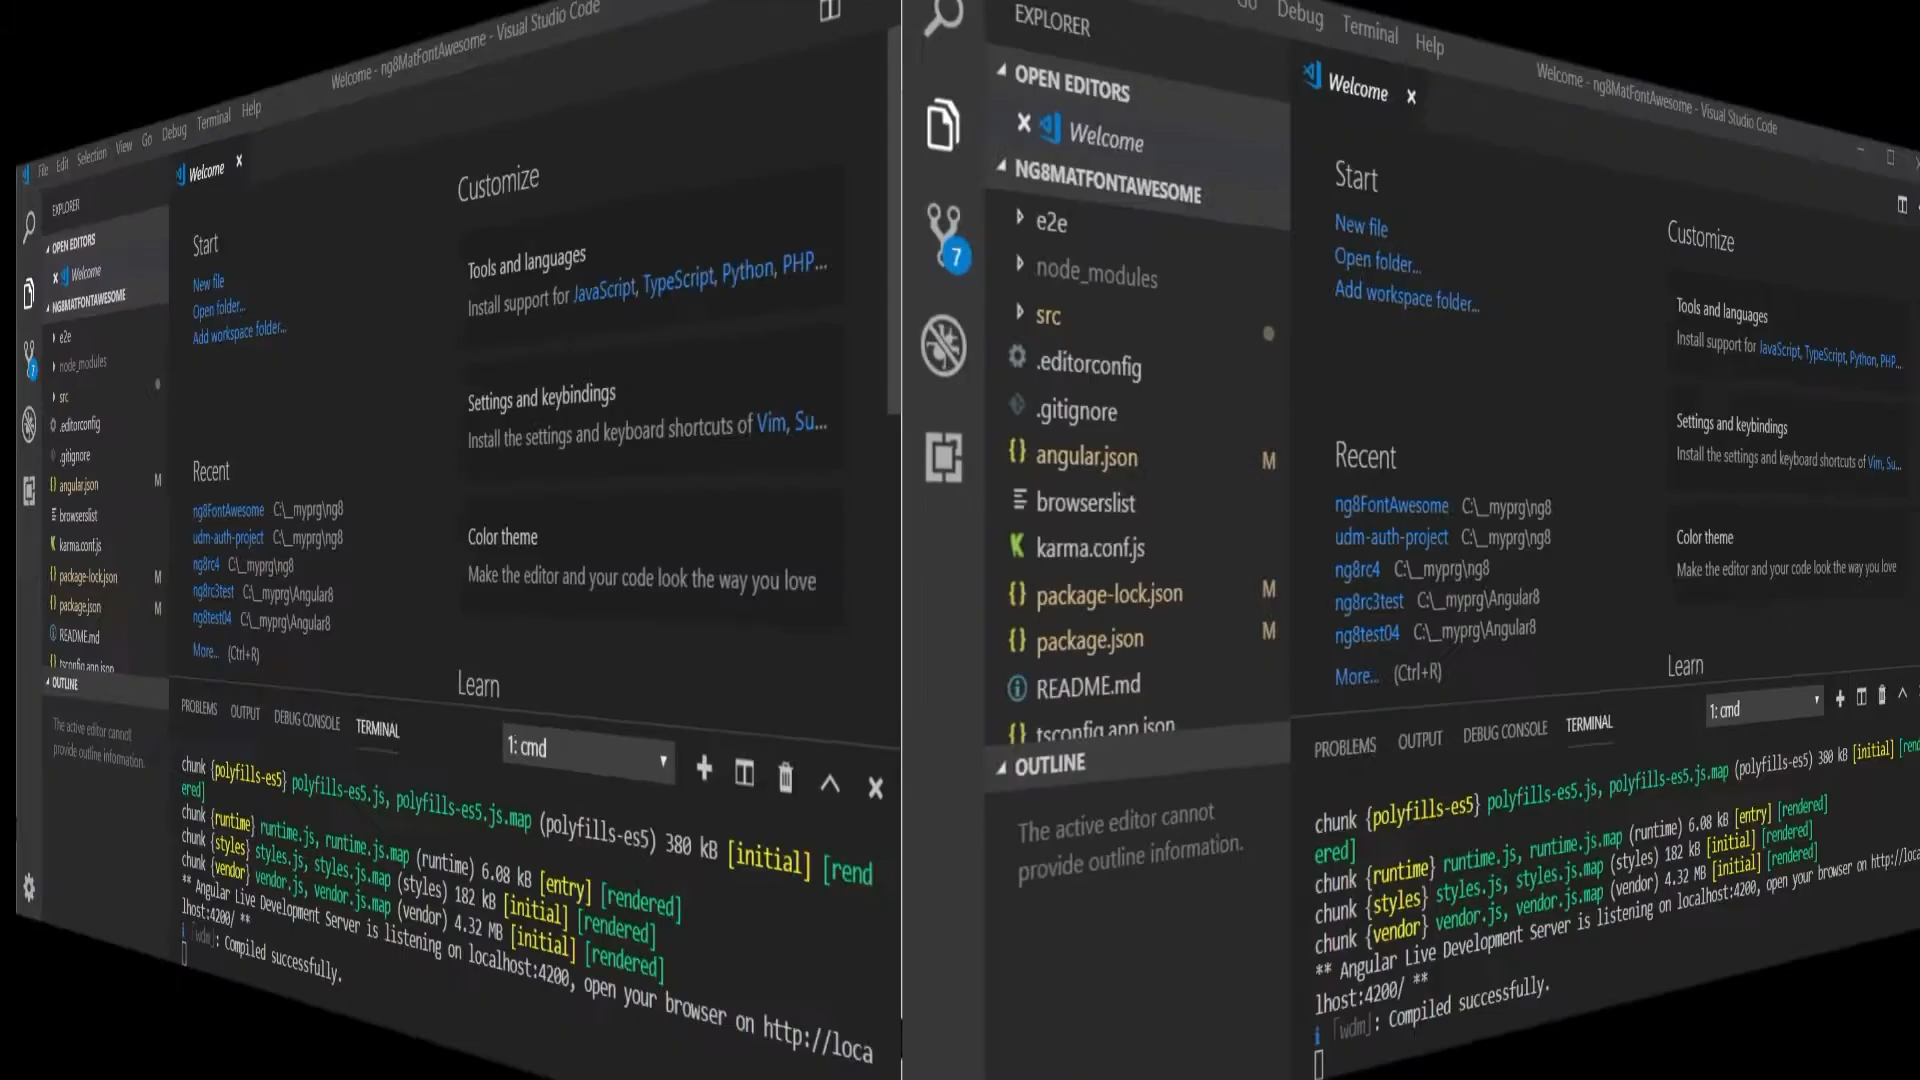 Welcome - ng8MatFontAwesome - Visual Studio Code
File Edit Selection View Go Debug Terminal Help
EXPLORER
OPEN EDITORS
Welcome
NG8MATFONTAWESOME
e2e
node_modules
src
.editorconfig
.gitignore
angular.json M
browserslist
karma.conf.js
package-lock.json M
package.json M
README.md
tsconfig.app.json
OUTLINE
The active editor cannot
provide outline information.
7
Welcome
Start
New file
Open folder...
Add workspace folder...
Recent
ng8FontAwesome C:\_myprg\ng8
udm-auth-project C:\_myprg\ng8
ng8rc4 C:\_myprg\ng8
ng8rc3test C:\_myprg\Angular8
ng8test04 C:\_myprg\Angular8
More... (Ctrl+R)
Customize
Tools and languages
Install support for JavaScript, TypeScript, Python, PHP...
Settings and keybindings
Install the settings and keyboard shortcuts of Vim, Su...
Color theme
Make the editor and your code look the way you love
Learn
PROBLEMS OUTPUT DEBUG CONSOLE TERMINAL
1: cmd
chunk {polyfills-es5} polyfills-es5.js, polyfills-es5.js.map (polyfills-es5) 380 kB [initial] [rend
ered]
chunk {runtime} runtime.js, runtime.js.map (runtime) 6.08 kB [entry] [rendered]
chunk {styles} styles.js, styles.js.map (styles) 182 kB [initial] [rendered]
chunk {vendor} vendor.js, vendor.js.map (vendor) 4.32 MB [initial] [rendered]
** Angular Live Development Server is listening on localhost:4200, open your browser on http://loca
lhost:4200/ **
i ｢wdm｣: Compiled successfully.
Go Debug Terminal Help
Welcome - ng8MatFontAwesome - Visual Studio Code
EXPLORER
OPEN EDITORS
Welcome
NG8MATFONTAWESOME
e2e
node_modules
src
.editorconfig
.gitignore
angular.json M
browserslist
karma.conf.js
package-lock.json M
package.json M
README.md
tsconfig.app.json
OUTLINE
The active editor cannot
provide outline information.
7
Welcome
Start
New file
Open folder...
Add workspace folder...
Recent
ng8FontAwesome C:\_myprg\ng8
udm-auth-project C:\_myprg\ng8
ng8rc4 C:\_myprg\ng8
ng8rc3test C:\_myprg\Angular8
ng8test04 C:\_myprg\Angular8
More... (Ctrl+R)
Customize
Tools and languages
Install support for JavaScript, TypeScript, Python, PHP...
Settings and keybindings
Install the settings and keyboard shortcuts of Vim, Su...
Color theme
Make the editor and your code look the way you love
Learn
PROBLEMS OUTPUT DEBUG CONSOLE TERMINAL
1: cmd
chunk {polyfills-es5} polyfills-es5.js, polyfills-es5.js.map (polyfills-es5) 380 kB [initial] [rend
ered]
chunk {runtime} runtime.js, runtime.js.map (runtime) 6.08 kB [entry] [rendered]
chunk {styles} styles.js, styles.js.map (styles) 182 kB [initial] [rendered]
chunk {vendor} vendor.js, vendor.js.map (vendor) 4.32 MB [initial] [rendered]
** Angular Live Development Server is listening on localhost:4200, open your browser on http://loca
lhost:4200/ **
i ｢wdm｣: Compiled successfully.